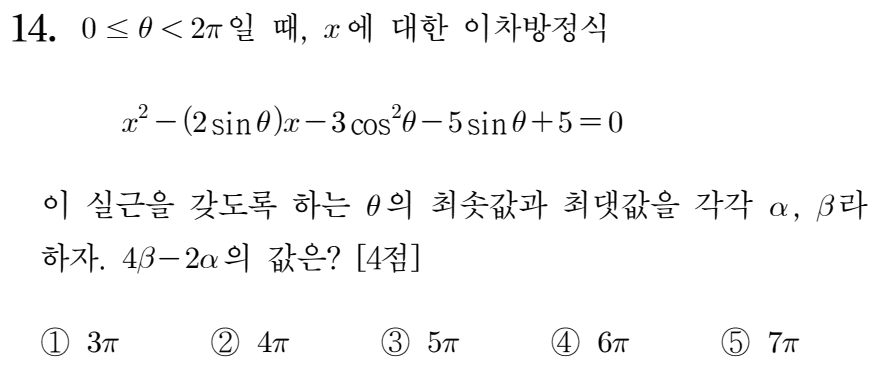 14. 0 ≤ θ < 2π일 때, x에 대한 이차방정식
x² − (2 sin θ)x − 3 cos²θ − 5 sin θ + 5 = 0
이 실근을 갖도록 하는 θ의 최솟값과 최댓값을 각각 α, β라
하자. 4β − 2α의 값은? [4점]
① 3π ② 4π ③ 5π ④ 6π ⑤ 7π